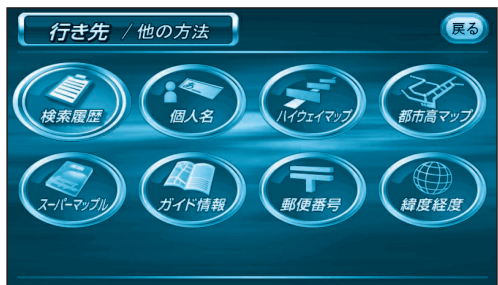 行き先 / 他の方法
戻る
検索履歴
個人名
ハイウェイマップ
都市高マップ
スーパーマップル
ガイド情報
郵便番号
緯度経度